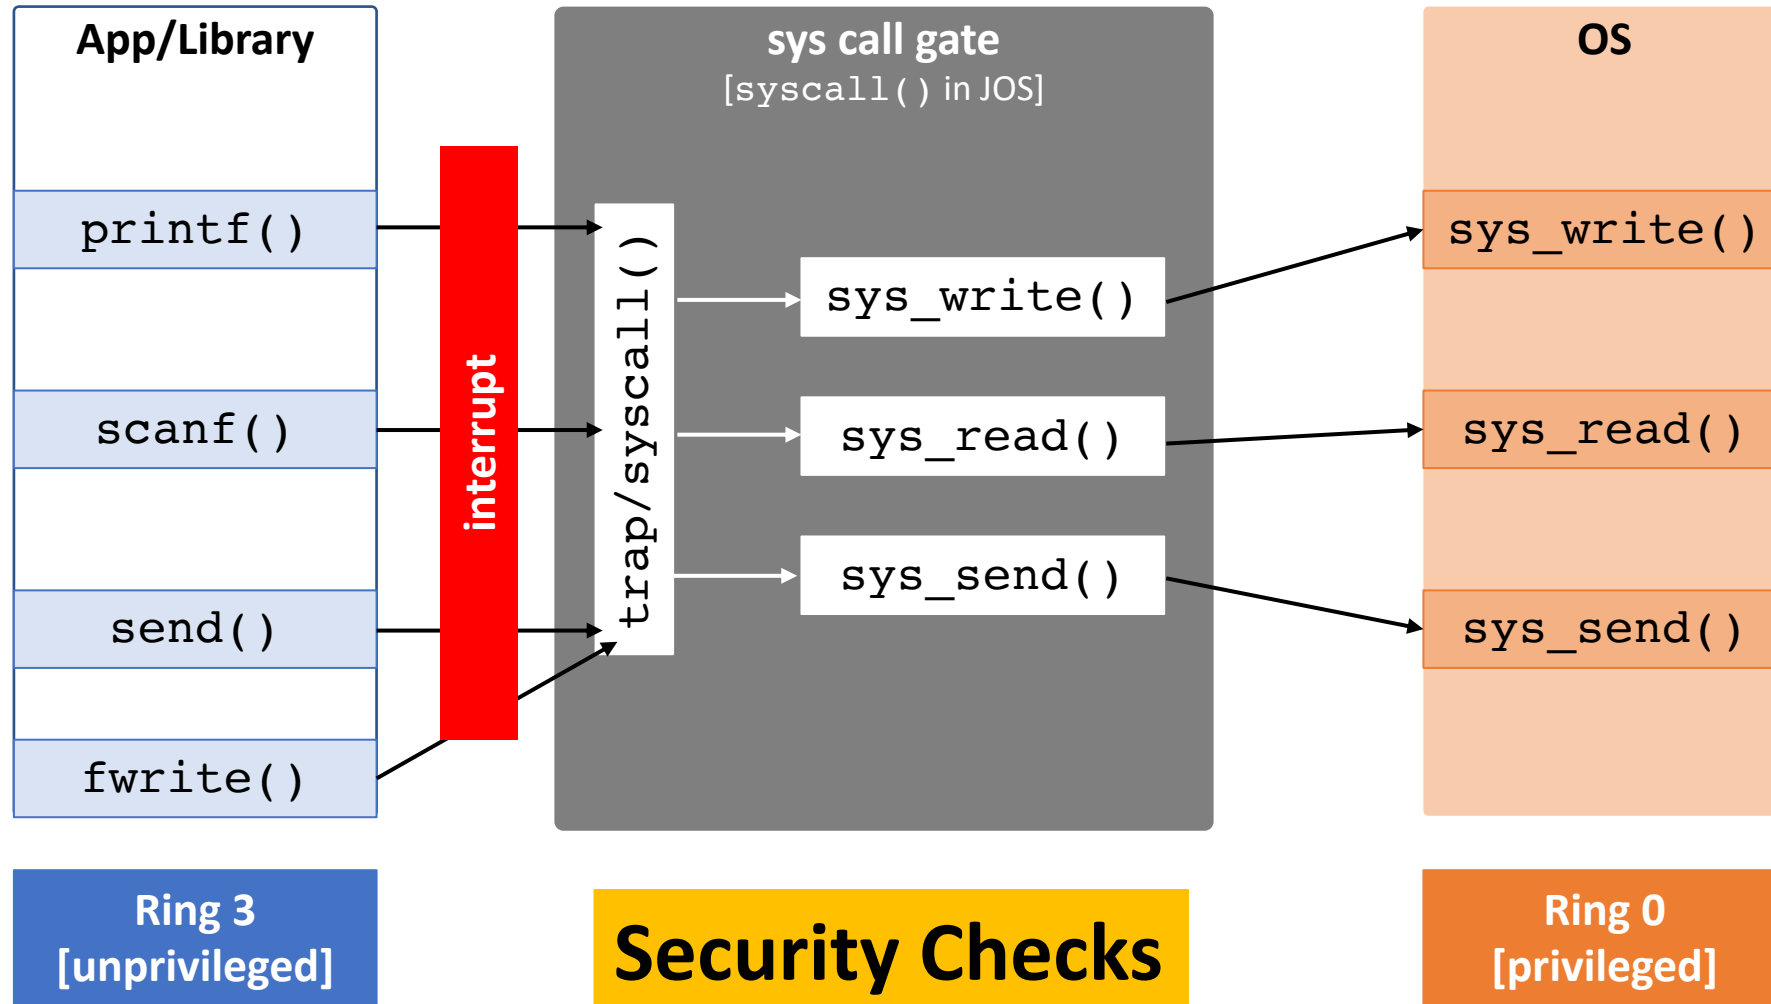 App/Library
printf()
scanf()
send()
fwrite()
Ring 3
[unprivileged]
interrupt
sys call gate
[syscall() in JOS]
trap/syscall()
sys_write()
sys_read()
sys_send()
Security Checks
OS
sys_write()
sys_read()
sys_send()
Ring 0
[privileged]